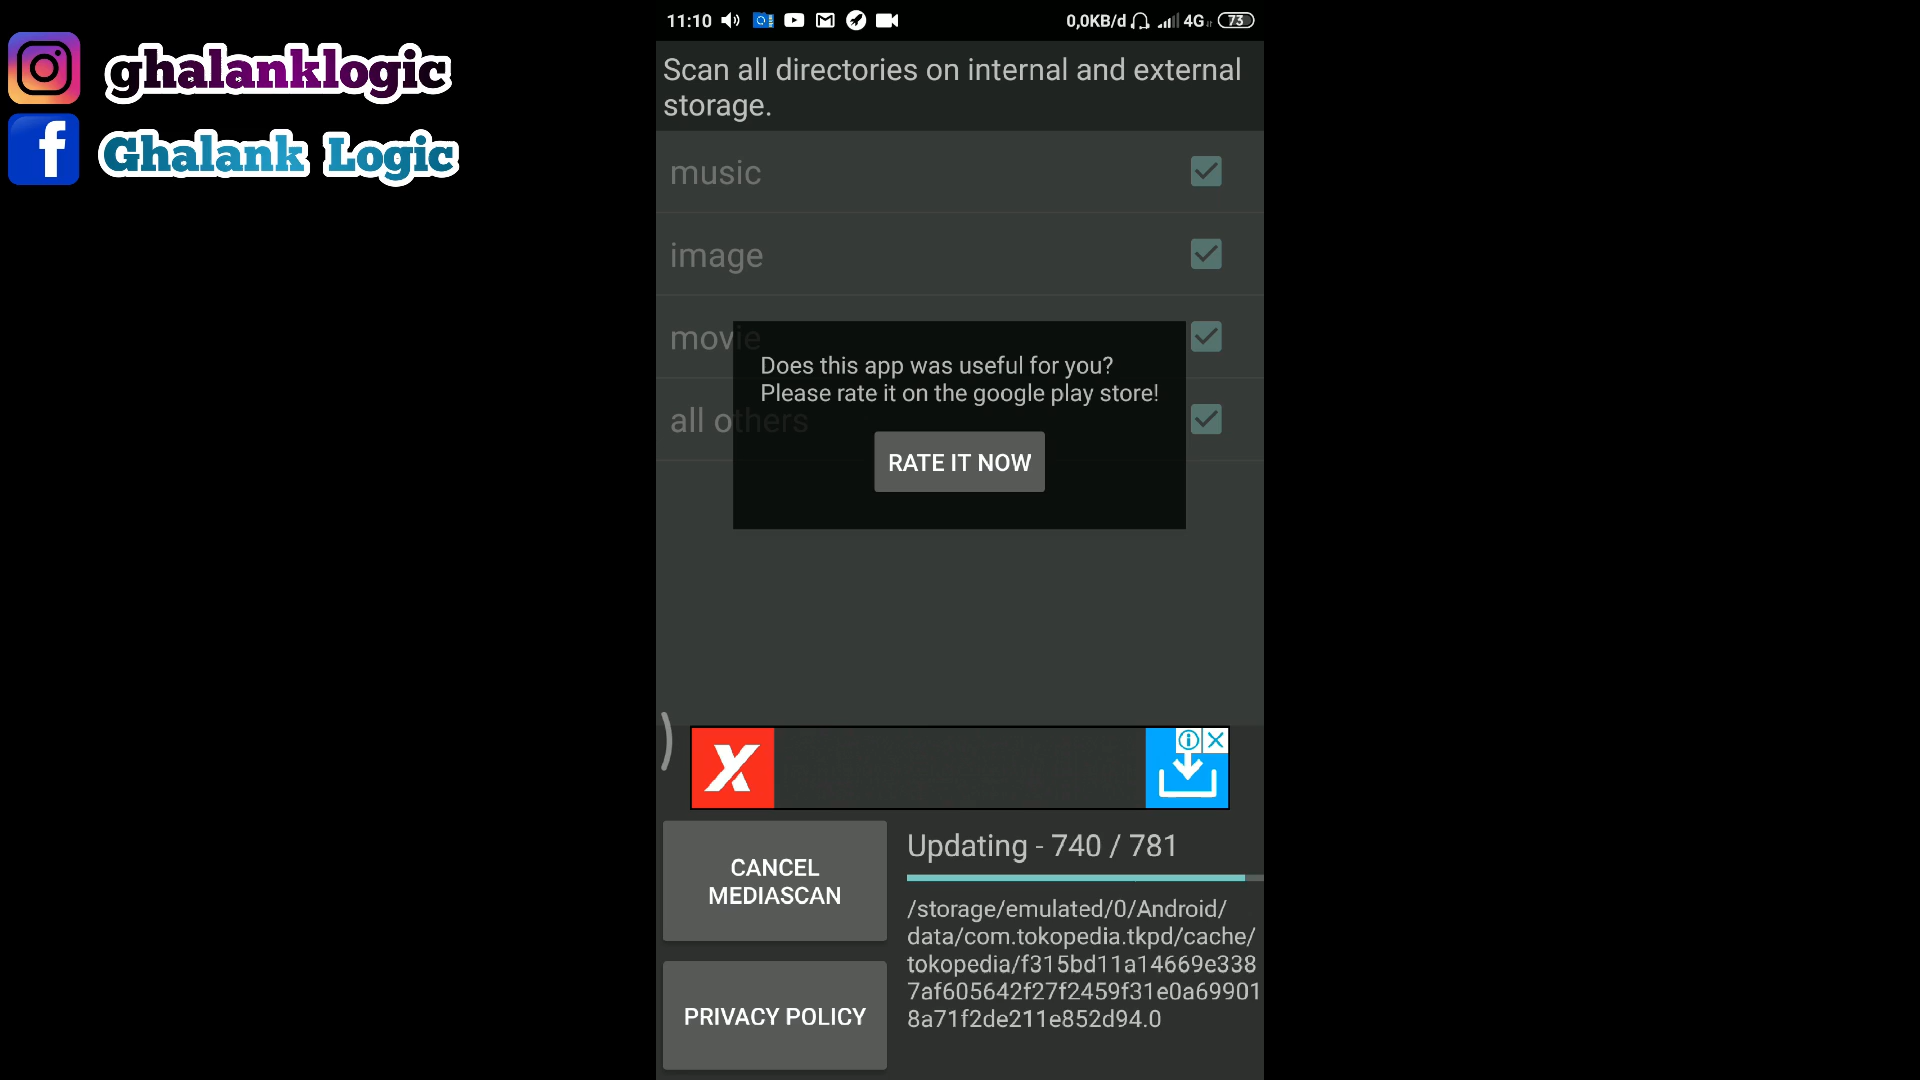 ghalanklogic
Ghalank Logic
11:10
0,0KB/d
4G
73
Scan all directories on internal and external
storage.
music
image
movie
all others
Does this app was useful for you?
Please rate it on the google play store!
RATE IT NOW
X
CANCEL
MEDIASCAN
Updating - 740 / 781
/storage/emulated/0/Android/
data/com.tokopedia.tkpd/cache/
tokopedia/f315bd11a14669e338
7af605642f27f2459f31e0a69901
8a71f2de211e852d94.0
PRIVACY POLICY